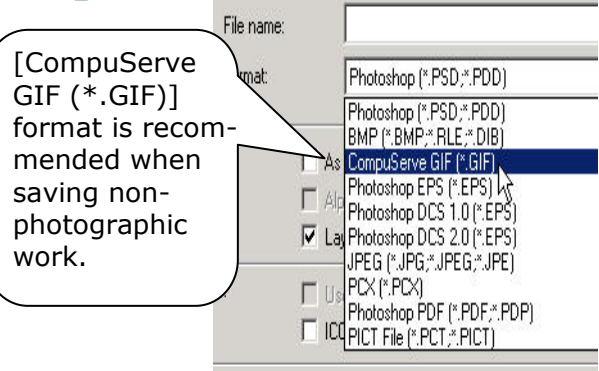 File name:
[CompuServe
GIF (*.GIF)]
format is recom-
mended when
saving non-
photographic
work.
Photoshop (*.PSD;*.PDD)
Photoshop (*.PSD;*.PDD)
BMP (*.BMP;*.RLE;*.DIB)
As
CompuServe GIF (*.GIF)
Photoshop EPS (*.EPS)
Photoshop DCS 1.0 (*.EPS)
Photoshop DCS 2.0 (*.EPS)
JPEG (*.JPG;*.JPEG;*.JPE)
PCX (*.PCX)
Photoshop PDF (*.PDF;*.PDP)
ICC
PICT File (*.PCT;*.PICT)